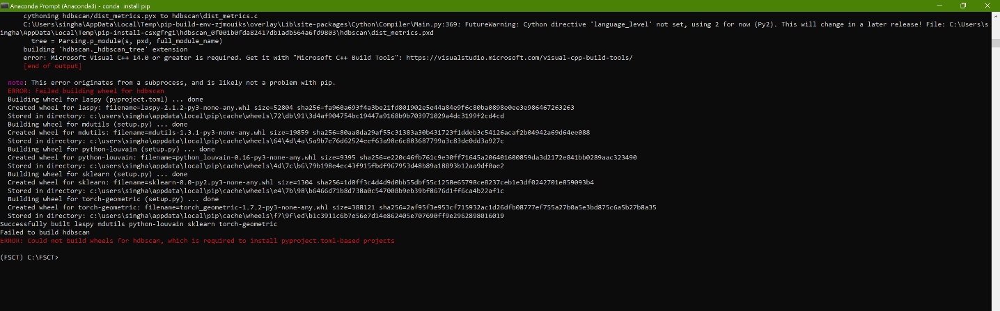 Anaconda Prompt (Anaconda3) - conda install pip
cythoning hdbscan/dist_metrics.pyx to hdbscan\dist_metrics.c
C:\Users\singha\AppData\Local\Temp\pip-build-env-zjmouiks\overlay\Lib\site-packages\Cython\Compiler\Main.py:369: FutureWarning: Cython directive 'language_level' not set, using 2 for now (Py2). This will change in a later release! File: C:\Users\s
ingha\AppData\Local\Temp\pip-install-csxgfrgi\hdbscan_0f001b0fda82417db1adb564a6fd9803\hdbscan\dist_metrics.pxd
tree = Parsing.p_module(s, pxd, full_module_name)
building 'hdbscan._hdbscan_tree' extension
error: Microsoft Visual C++ 14.0 or greater is required. Get it with "Microsoft C++ Build Tools": https://visualstudio.microsoft.com/visual-cpp-build-tools/
[end of output]
note: This error originates from a subprocess, and is likely not a problem with pip.
ERROR: Failed building wheel for hdbscan
Building wheel for laspy (pyproject.toml) ... done
Created wheel for laspy: filename=laspy-2.1.2-py3-none-any.whl size=52804 sha256=fa960a693f4a3be21fd801902e5e44a84e9f6c80ba0898e0ee3e986467263263
Stored in directory: c:\users\singha\appdata\local\pip\cache\wheels\72\db\91\3d4af904754bc19447a9168b9b703971029a4dc3199f2cd4cd
Building wheel for mdutils (setup.py) ... done
Created wheel for mdutils: filename=mdutils-1.3.1-py3-none-any.whl size=19859 sha256=80aa8da29af55c31383a30b431723f1ddeb3c54126acaf2b04942a69d64ee088
Stored in directory: c:\users\singha\appdata\local\pip\cache\wheels\64\4d\4a\5a9b7e76d62524eef63a98e6c883687799a3c83de0dd3a927c
Building wheel for python-louvain (setup.py) ... done
Created wheel for python-louvain: filename=python_louvain-0.16-py3-none-any.whl size=9395 sha256=e220c46fb761c9e30ff71645a206401600859da3d2172e841bb0289aac323490
Stored in directory: c:\users\singha\appdata\local\pip\cache\wheels\4d\7c\b6\79b198e4ec43f915fbdf967953d48b89a18893b12aa9df0ae2
Building wheel for sklearn (setup.py) ... done
Created wheel for sklearn: filename=sklearn-0.0-py2.py3-none-any.whl size=1304 sha256=1d0ff3c4d4d9d0bb55dbf55c1258e65798ce8237ceb1e3df0242701e859093b4
Stored in directory: c:\users\singha\appdata\local\pip\cache\wheels\e4\7b\98\b6466d71b8d738a0c547008b9eb39bf8676d1ff6ca4b22af1c
Building wheel for torch-geometric (setup.py) ... done
Created wheel for torch-geometric: filename=torch_geometric-1.7.2-py3-none-any.whl size=388121 sha256=2af95f3e953cf715932ac1d26dfb08777ef755a27b0a5e3bd875c6a5b27b8a35
Stored in directory: c:\users\singha\appdata\local\pip\cache\wheels\f7\9f\ed\b1c3911c6b7e56e7d14e862405e707690ff9e2962898016019
Successfully built laspy mdutils python-louvain sklearn torch-geometric
Failed to build hdbscan
ERROR: Could not build wheels for hdbscan, which is required to install pyproject.toml-based projects
(FSCT) C:\FSCT>